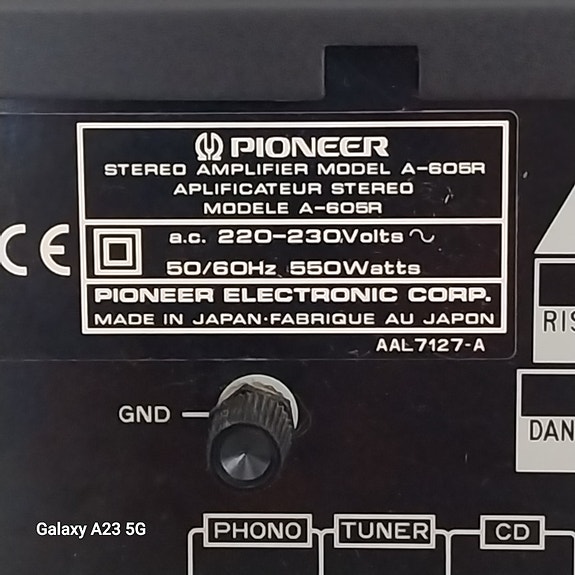 PIONEER
STEREO AMPLIFIER MODEL A-605R
APLIFICATEUR STEREO
MODELE A-605R
CE
a.c. 220-230Volts ~
50/60Hz 550Watts
PIONEER ELECTRONIC CORP.
MADE IN JAPAN·FABRIQUE AU JAPON
AAL7127-A
RIS
GND
DAN
Galaxy A23 5G
PHONO
TUNER
CD